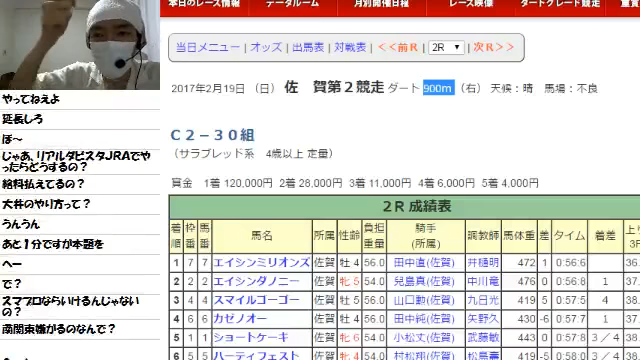 本日のレース情報 データルーム 月別開催日程 レース映像 ダートグレード競走
当日メニュー | オッズ | 出馬表 | 対戦表 | <<前R | 2R | 次R>>
2017年2月19日 （日） 佐 賀第２競走 ダート 900m （右） 天候：晴 馬場：不良
Ｃ２－３０組
（サラブレッド系 4歳以上 定量）
賞金 1着 120,000円 2着 28,000円 3着 11,000円 4着 6,000円 5着 4,000円
２Ｒ 成績表
着順 枠番 馬番 馬名 所属 性齢 負担重量 騎手（所属） 調教師 馬体重 差 タイム 着差
1 7 7 エイシンミリオンズ 佐賀 牡 4 56.0 田中直(佐賀) 井樋明 472 1 0:56:6 36.
2 2 2 エイシンダノニー 佐賀 牝 5 54.0 兒島真(佐賀) 中川竜 476 0 0:56:8 1 36.
3 4 4 スマイルゴーゴー 佐賀 牡 5 56.0 山口勲(佐賀) 九日光 419 5 0:57:5 4
4 6 6 カゼノオー 佐賀 牡 4 56.0 田中純(佐賀) 矢野久 430 -6 0:57:7 1
5 1 1 ショートケーキ 佐賀 牝 6 54.0 小松丈(佐賀) 武藤敏 443 0 0:57:8 3／4
6 5 5 ハーティフェスト 佐賀 牝 4 54.0 村松翔(佐賀) 松島壽 3／4
やってねえよ
延長しろ
ぼ～
じゃあ、リアルダビスタJRAでや
ったらどうするの？
給料払えてるの？
大井のやり方って？
うんうん
あと１分ですが本題を
へー
で？
スマブロならいけるんじゃない
の？
南関東嫌がるのなんで？